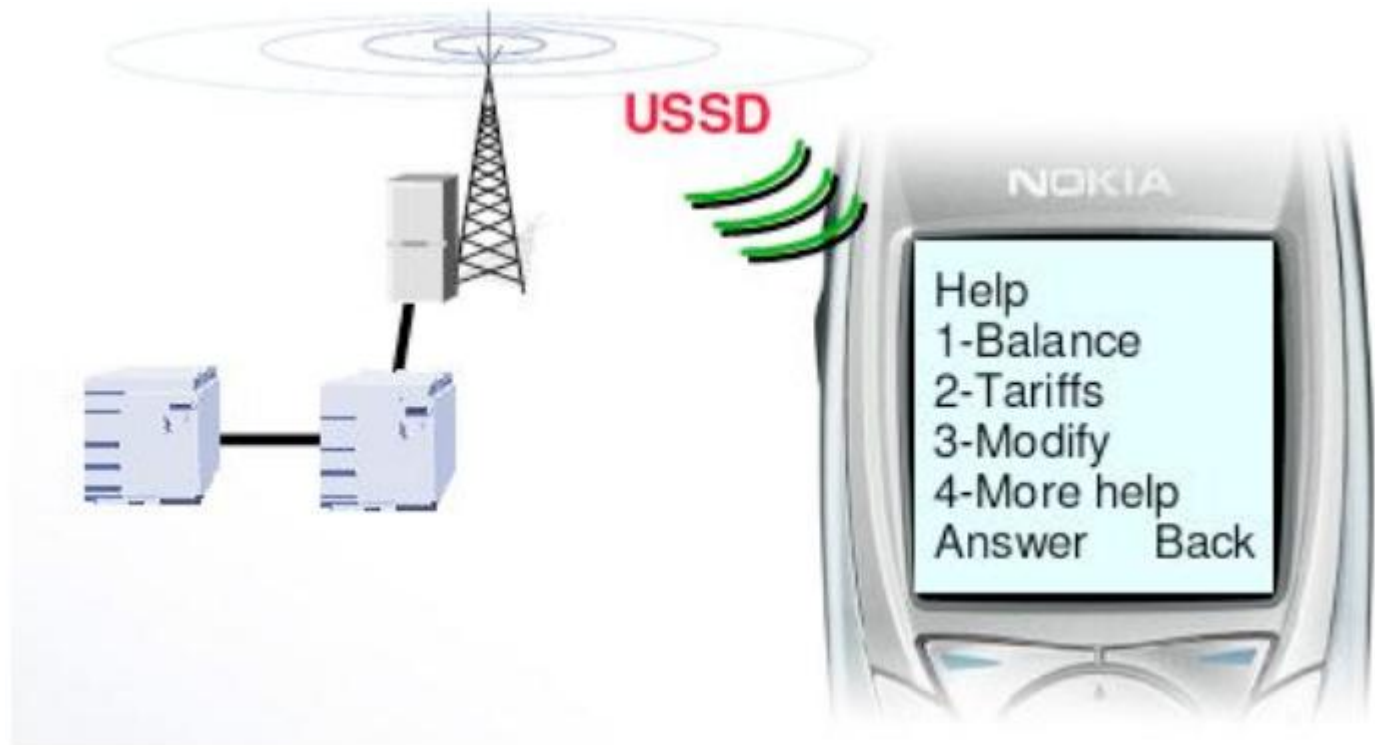 USSD
NOKIA
Help
1-Balance
2-Tariffs
3-Modify
4-More help
Answer Back